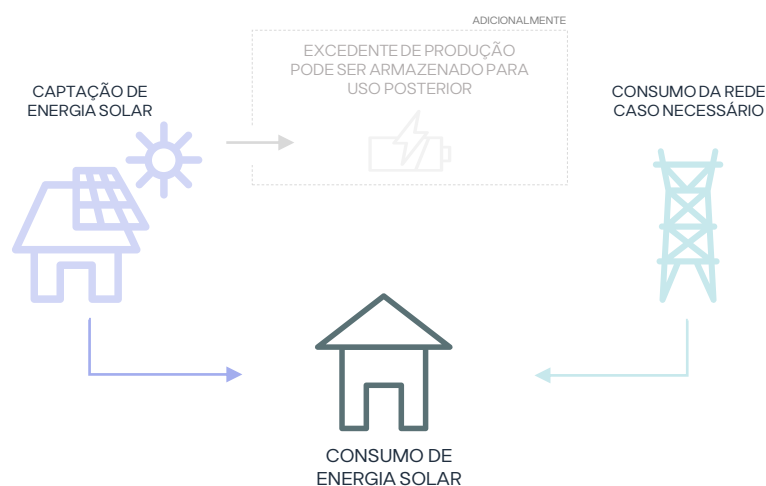 ADICIONALMENTE
EXCEDENTE DE PRODUÇÃO
PODE SER ARMAZENADO PARA
USO POSTERIOR
CAPTAÇÃO DE
ENERGIA SOLAR
CONSUMO DA REDE
CASO NECESSÁRIO
CONSUMO DE
ENERGIA SOLAR